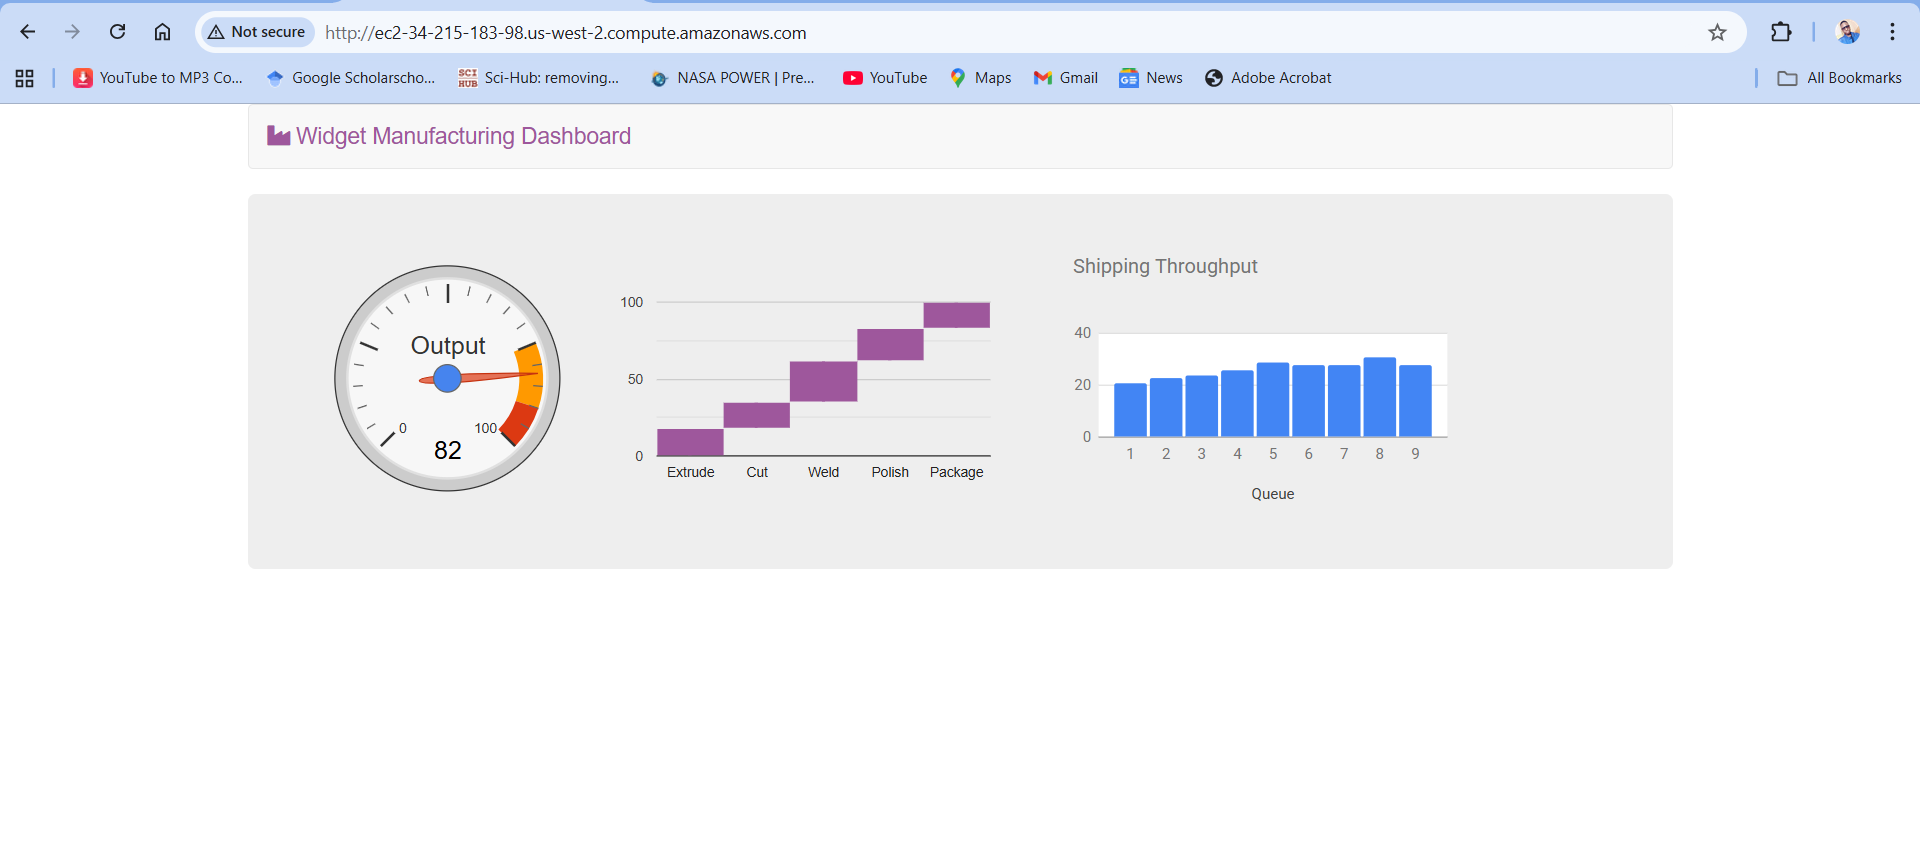 Not secure
http://ec2-34-215-183-98.us-west-2.compute.amazonaws.com
YouTube to MP3 Co...
Google Scholarscho...
SCI HUB
Sci-Hub: removing...
NASA POWER | Pre...
YouTube
Maps
Gmail
GE
News
Adobe Acrobat
All Bookmarks
Widget Manufacturing Dashboard
Output
0
100
82
100
50
0
Extrude Cut Weld Polish Package
Shipping Throughput
40
20
0
1 2 3 4 5 6 7 8 9
Queue